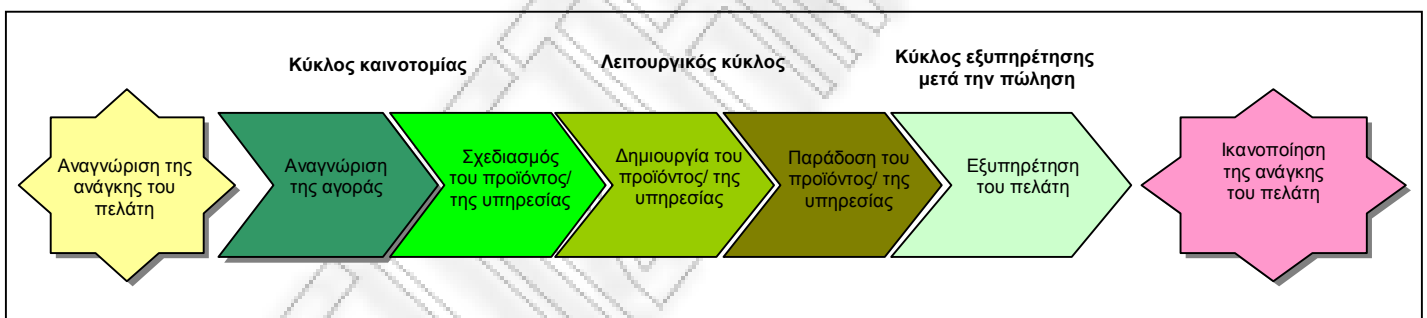 Κύκλος καινοτομίας
Λειτουργικός κύκλος
Κύκλος εξυπηρέτησης
μετά την πώληση
Αναγνώριση της
ανάγκης του
πελάτη
Αναγνώριση
της αγοράς
Σχεδιασμός
του προϊόντος/
της υπηρεσίας
Δημιουργία του
προϊόντος/ της
υπηρεσίας
Παράδοση του
προϊόντος/ της
υπηρεσίας
Εξυπηρέτηση
του πελάτη
Ικανοποίηση
της ανάγκης
του πελάτη